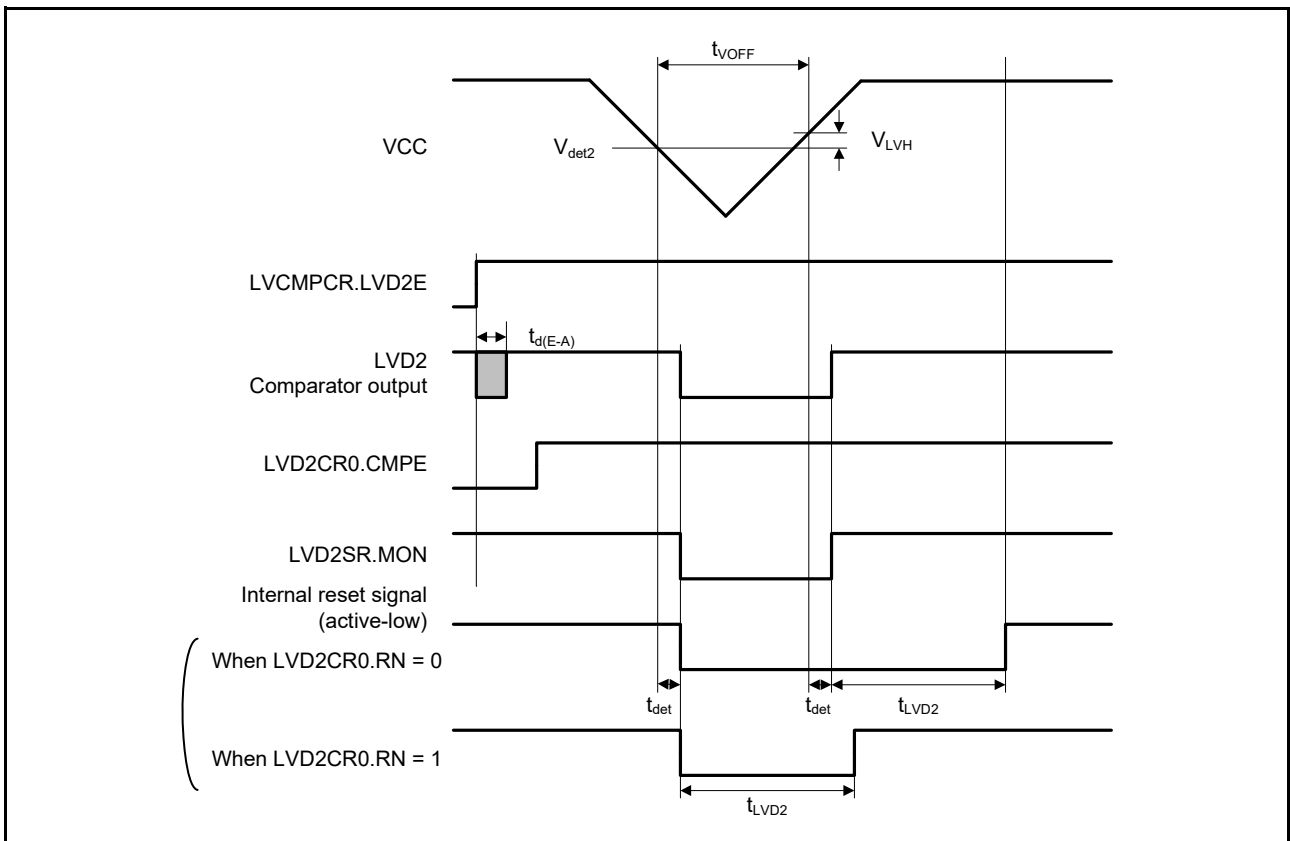 tVOFF
VCC
Vdet2
VLVH
LVCMPCR.LVD2E
td(E-A)
LVD2
Comparator output
LVD2CR0.CMPE
LVD2SR.MON
Internal reset signal
(active-low)
When LVD2CR0.RN = 0
tdet
tdet
tLVD2
When LVD2CR0.RN = 1
tLVD2